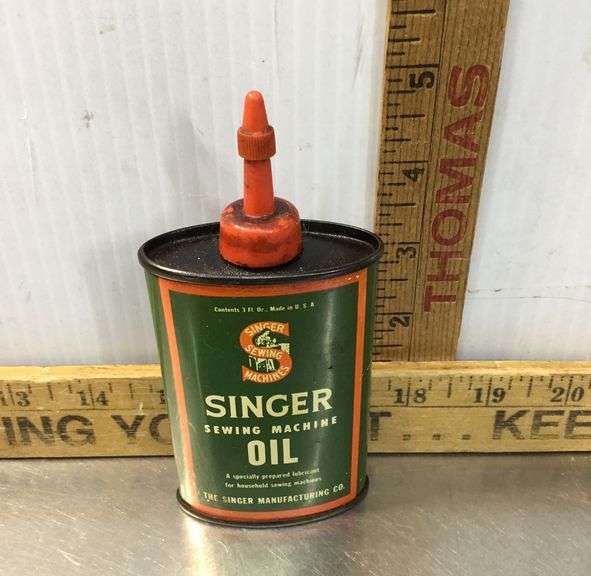 5
4
3
2
THOMAS
Contents 3 Fl. Oz., Made in U. S. A.
SINGER
SEWING
MACHINES
SINGER
SEWING MACHINE
OIL
A specially prepared lubricant
for household sewing machines
THE SINGER MANUFACTURING CO.
13 14 18 19 20
ING YO T... KEE